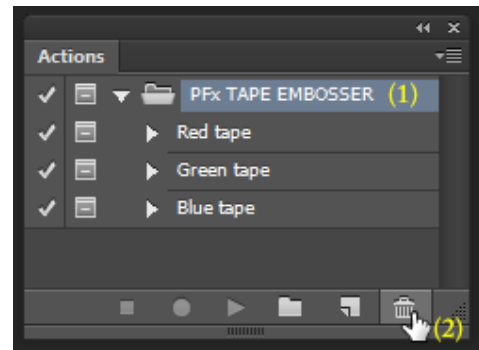 Actions
PFx TAPE EMBOSSER (1)
Red tape
Green tape
Blue tape
(2)